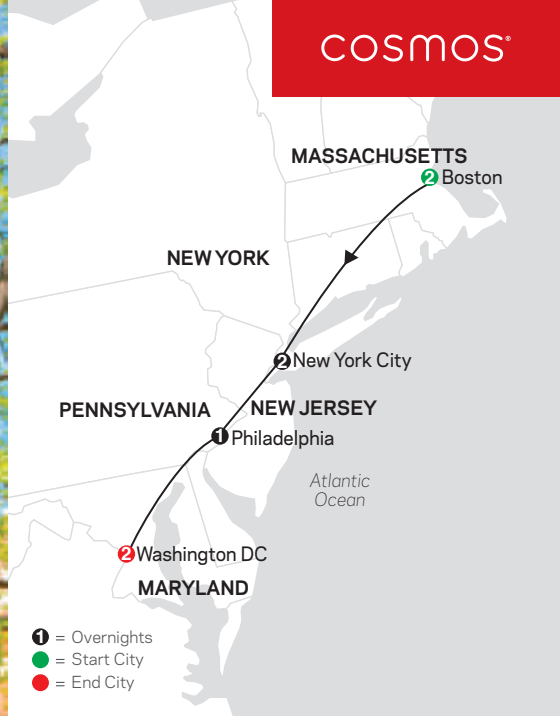 COSMOS®
MASSACHUSETTS
2 Boston
NEW YORK
2 New York City
PENNSYLVANIA
NEW JERSEY
1 Philadelphia
Atlantic
Ocean
2 Washington DC
MARYLAND
1 = Overnights
= Start City
= End City